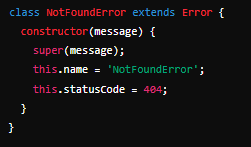 class NotFoundError extends Error {
  constructor(message) {
    super(message);
    this.name = 'NotFoundError';
    this.statusCode = 404;
  }
}